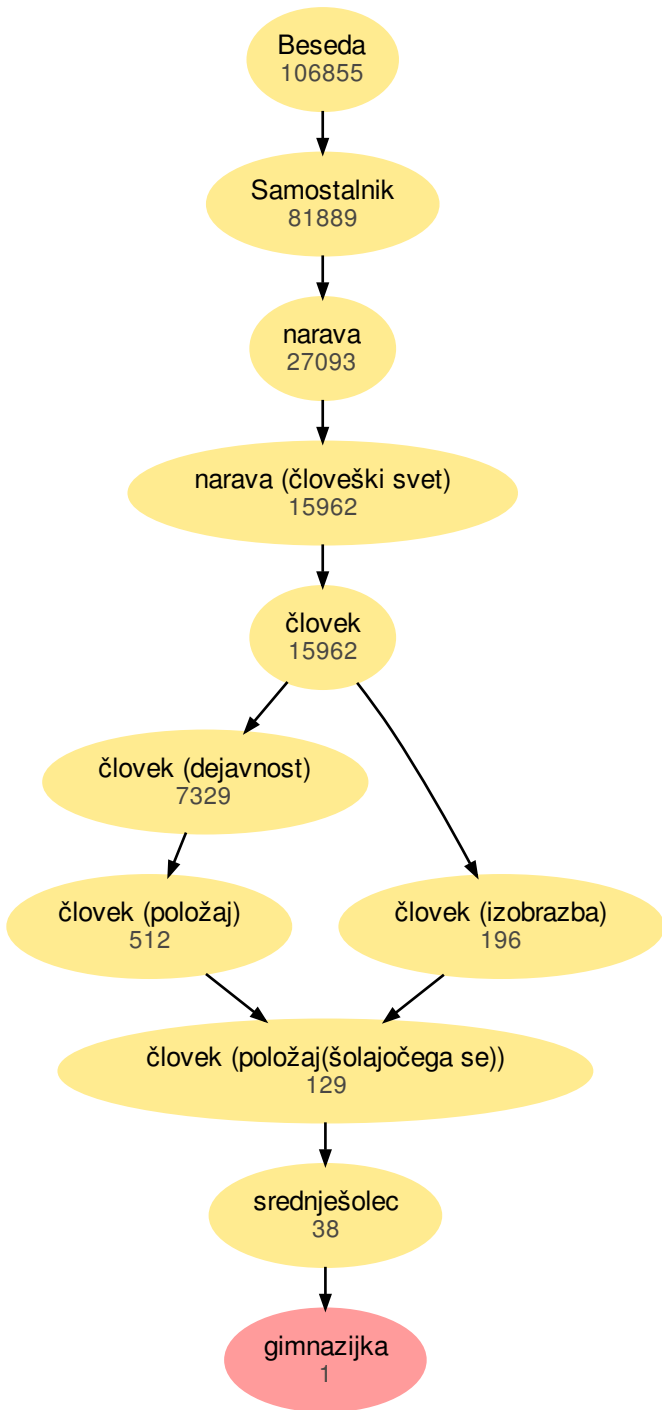 Beseda
106855
Samostalnik
81889
narava
27093
narava (človeški svet)
15962
človek
15962
človek (dejavnost)
7329
človek (položaj)
512
človek (izobrazba)
196
človek (položaj(šolajočega se))
129
srednješolec
38
gimnazijka
1